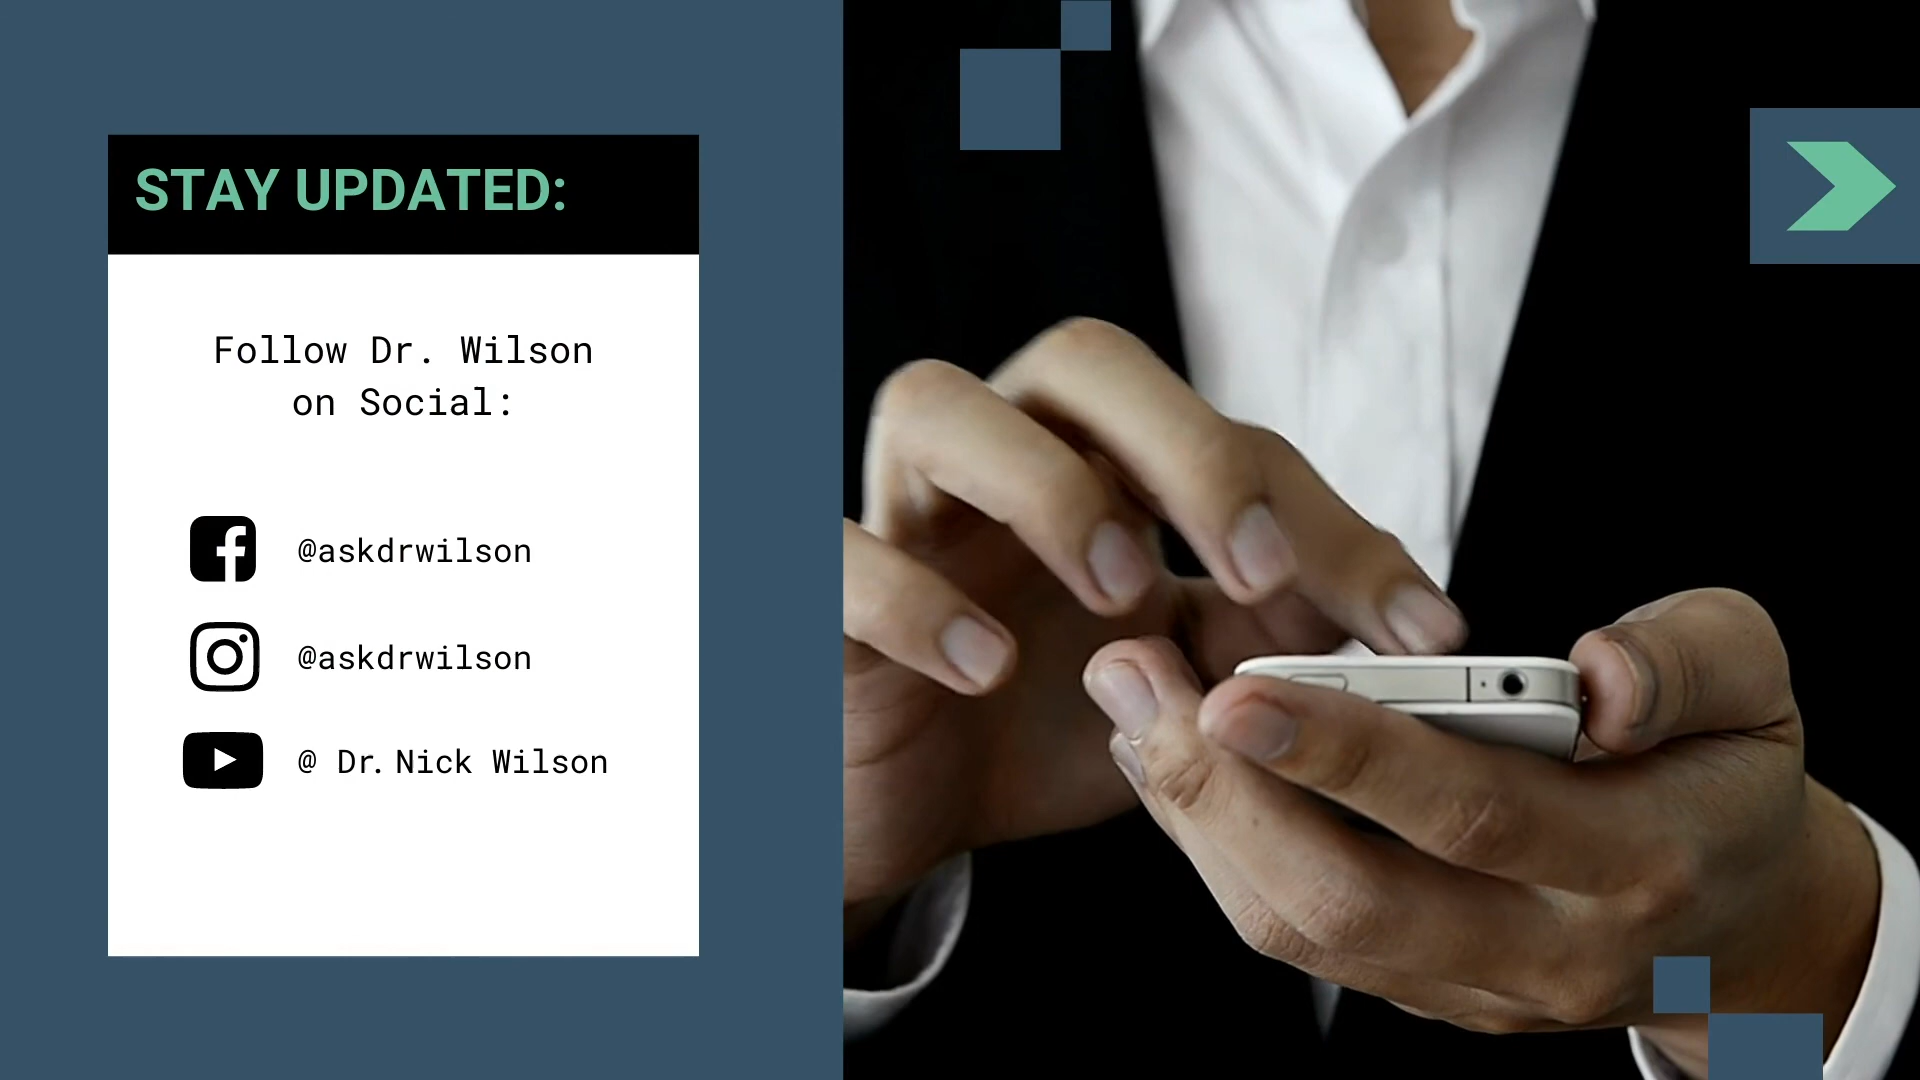 STAY UPDATED:
Follow Dr. Wilson
on Social:
@askdrwilson
@askdrwilson
@ Dr. Nick Wilson